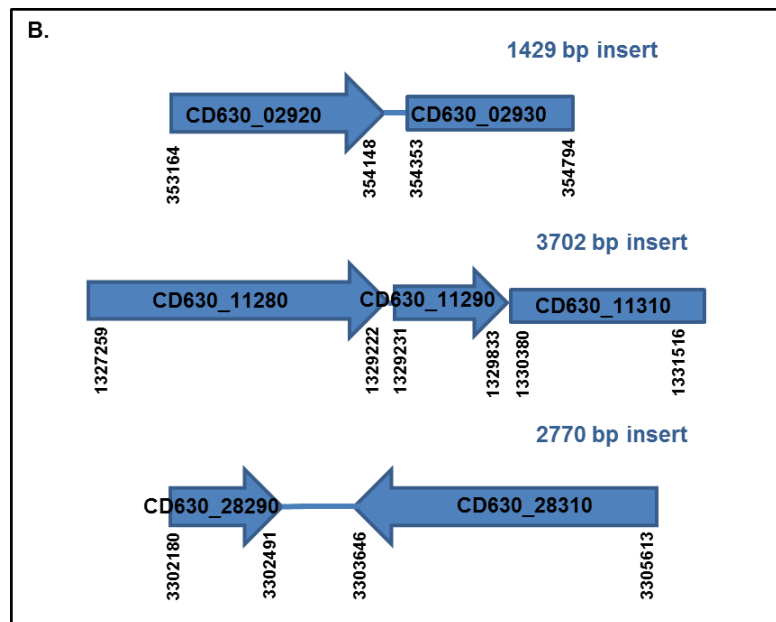 B.
1429 bp insert
CD630_02920 CD630_02930
353164 354148 354353 354794
3702 bp insert
CD630_11280 CD630_11290 CD630_11310
1327259 1329222 1329231 1329833 1330380 1331516
2770 bp insert
CD630_28290 CD630_28310
3302180 3302491 3303646 3305613